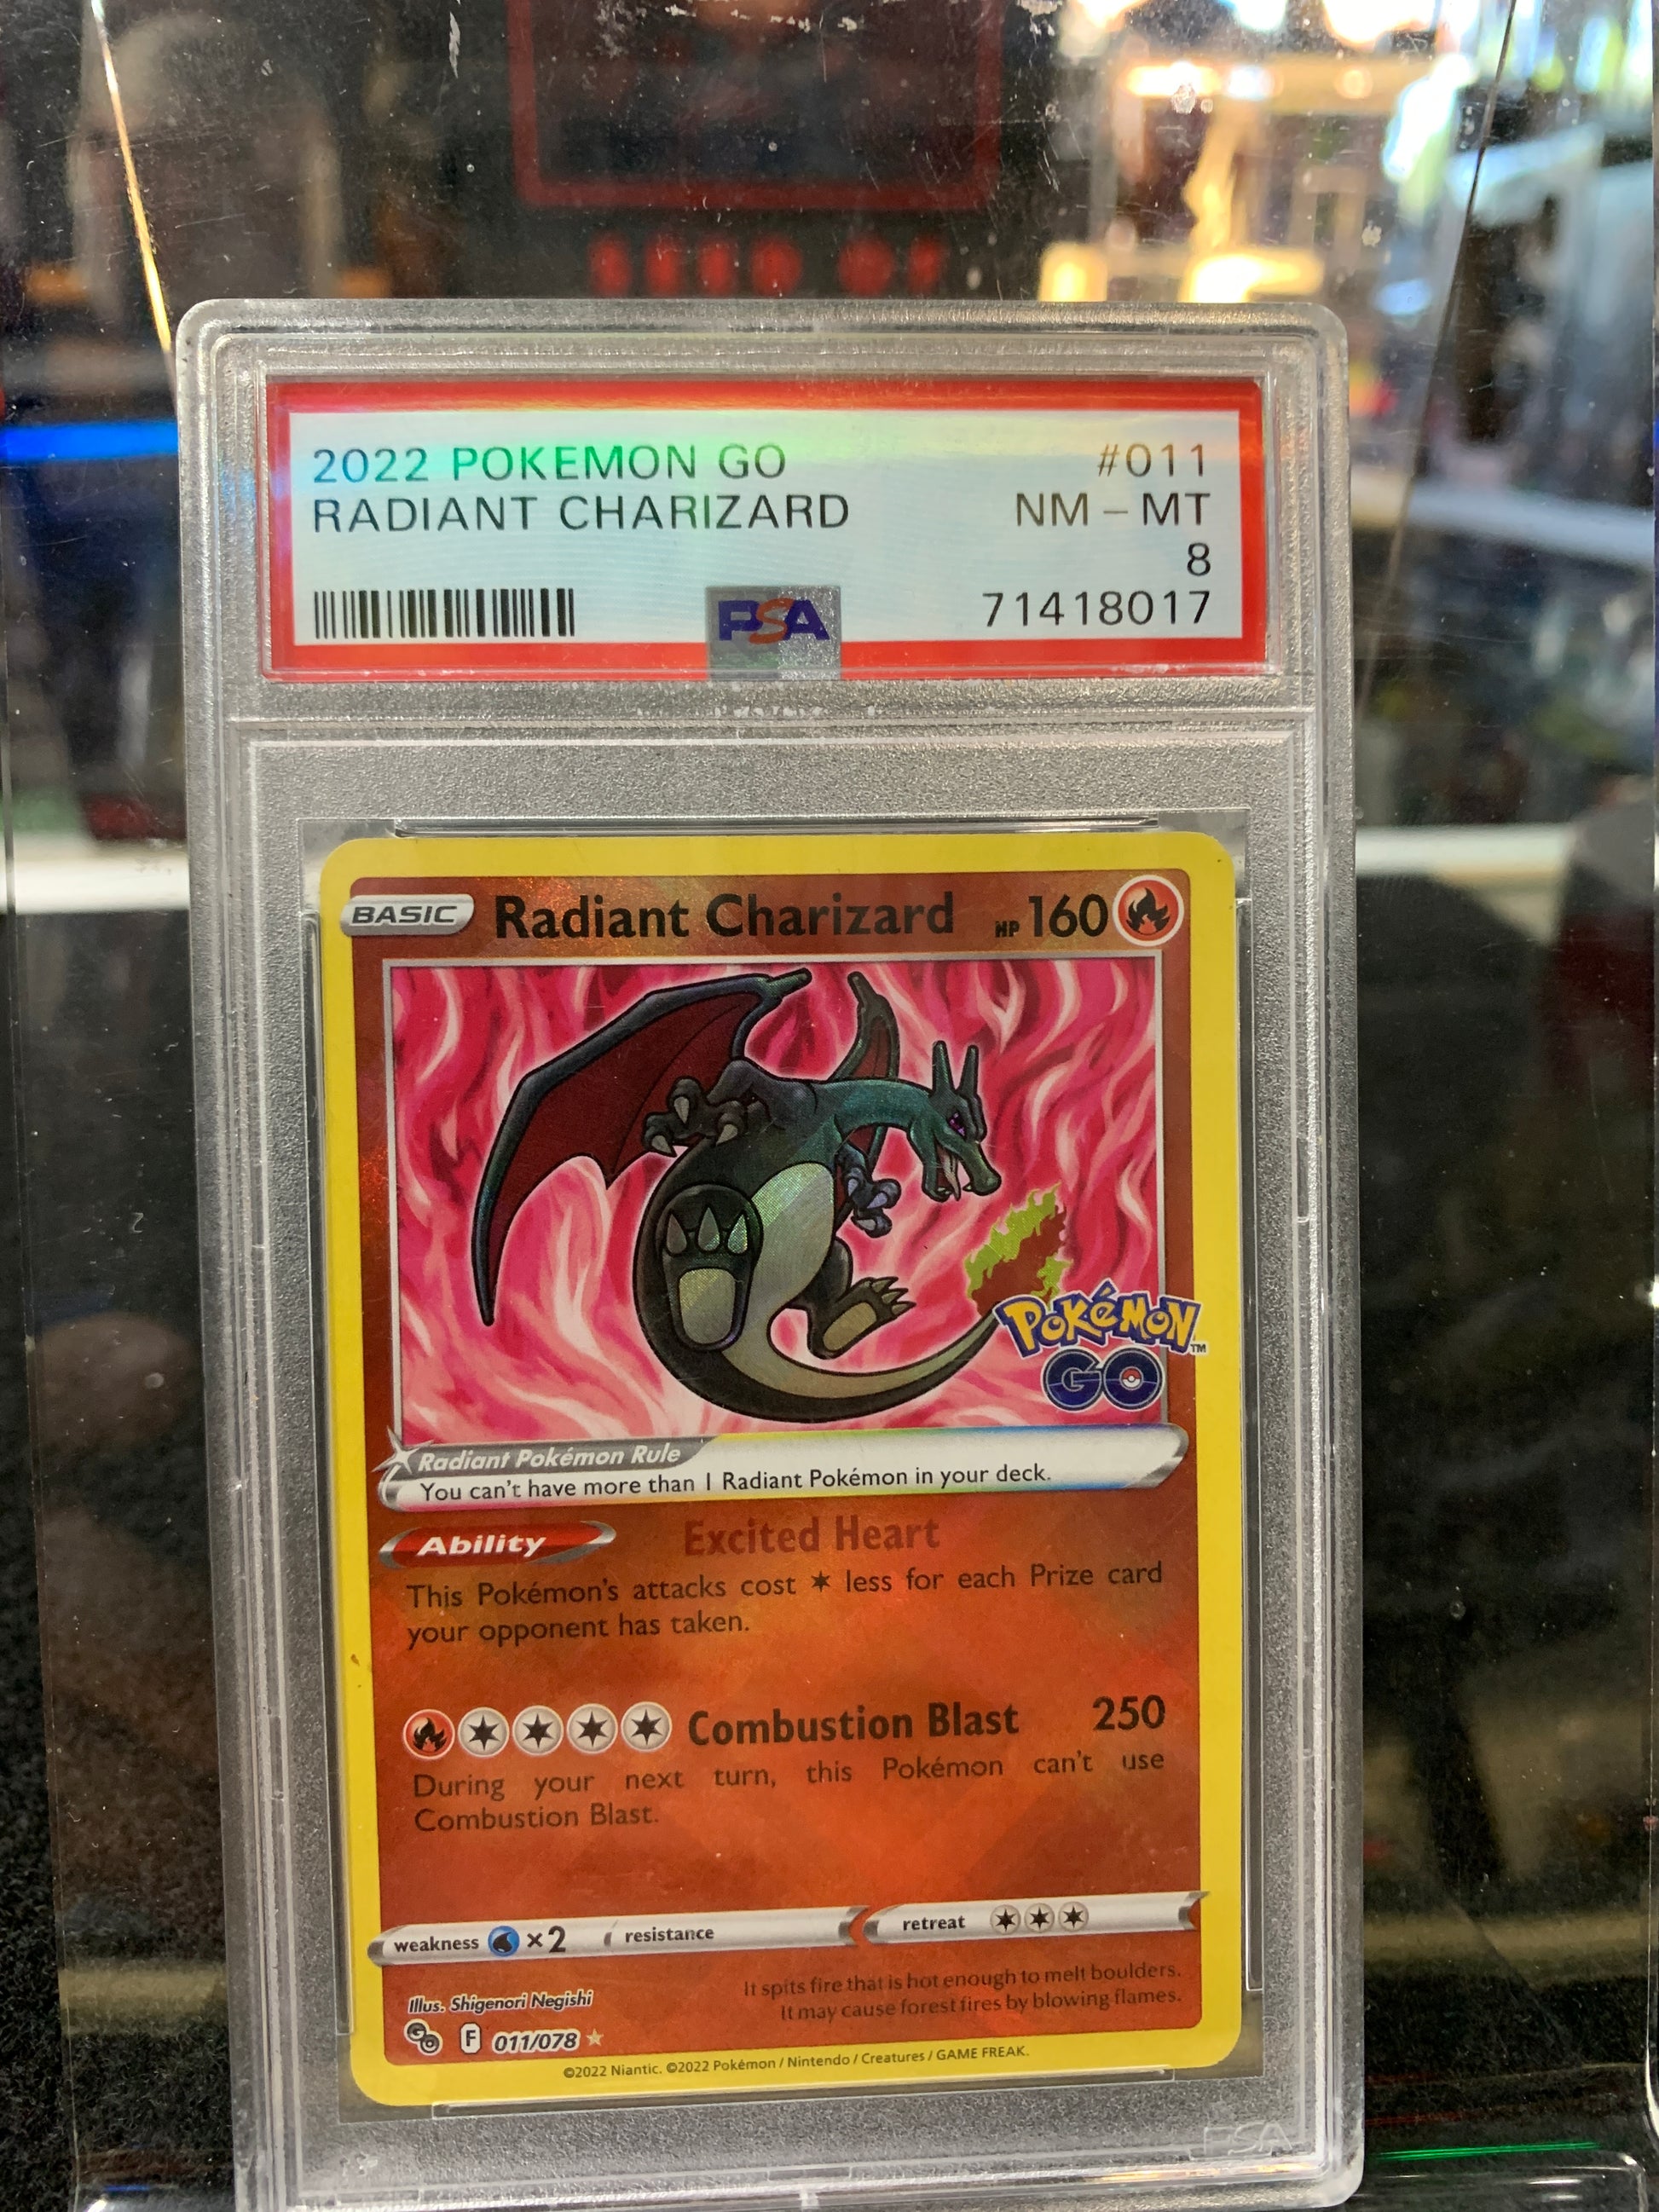 2022 POKEMON GO #011
RADIANT CHARIZARD NM - MT
8
PSA 71418017
BASIC Radiant Charizard HP 160
POKéMON TM
GO
Radiant Pokémon Rule
You can't have more than 1 Radiant Pokémon in your deck.
Ability Excited Heart
This Pokémon's attacks cost ✶ less for each Prize card
your opponent has taken.
Combustion Blast 250
During your next turn, this Pokémon can't use
Combustion Blast.
weakness ×2 resistance retreat
It spits fire that is hot enough to melt boulders.
It may cause forest fires by blowing flames.
Illus. Shigenori Negishi
GO F 011/078
©2022 Niantic. ©2022 Pokémon / Nintendo / Creatures / GAME FREAK.
PSA